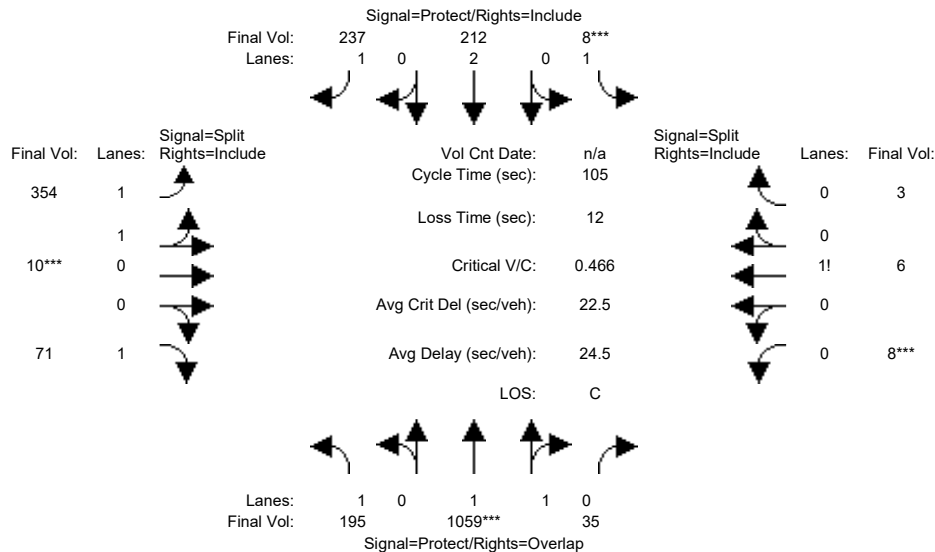 Signal=Protect/Rights=Include
Final Vol: 237 212 8***
Lanes: 1 0 2 0 1
Signal=Split Signal=Split
Final Vol: Lanes: Rights=Include Vol Cnt Date: n/a Rights=Include Lanes: Final Vol:
Cycle Time (sec): 105
354 1 0 3
Loss Time (sec): 12
1 0
10*** 0 Critical V/C: 0.466 1! 6
0 Avg Crit Del (sec/veh): 22.5 0
71 1 Avg Delay (sec/veh): 24.5 0 8***
LOS: C
Lanes: 1 0 1 1 0
Final Vol: 195 1059*** 35
Signal=Protect/Rights=Overlap